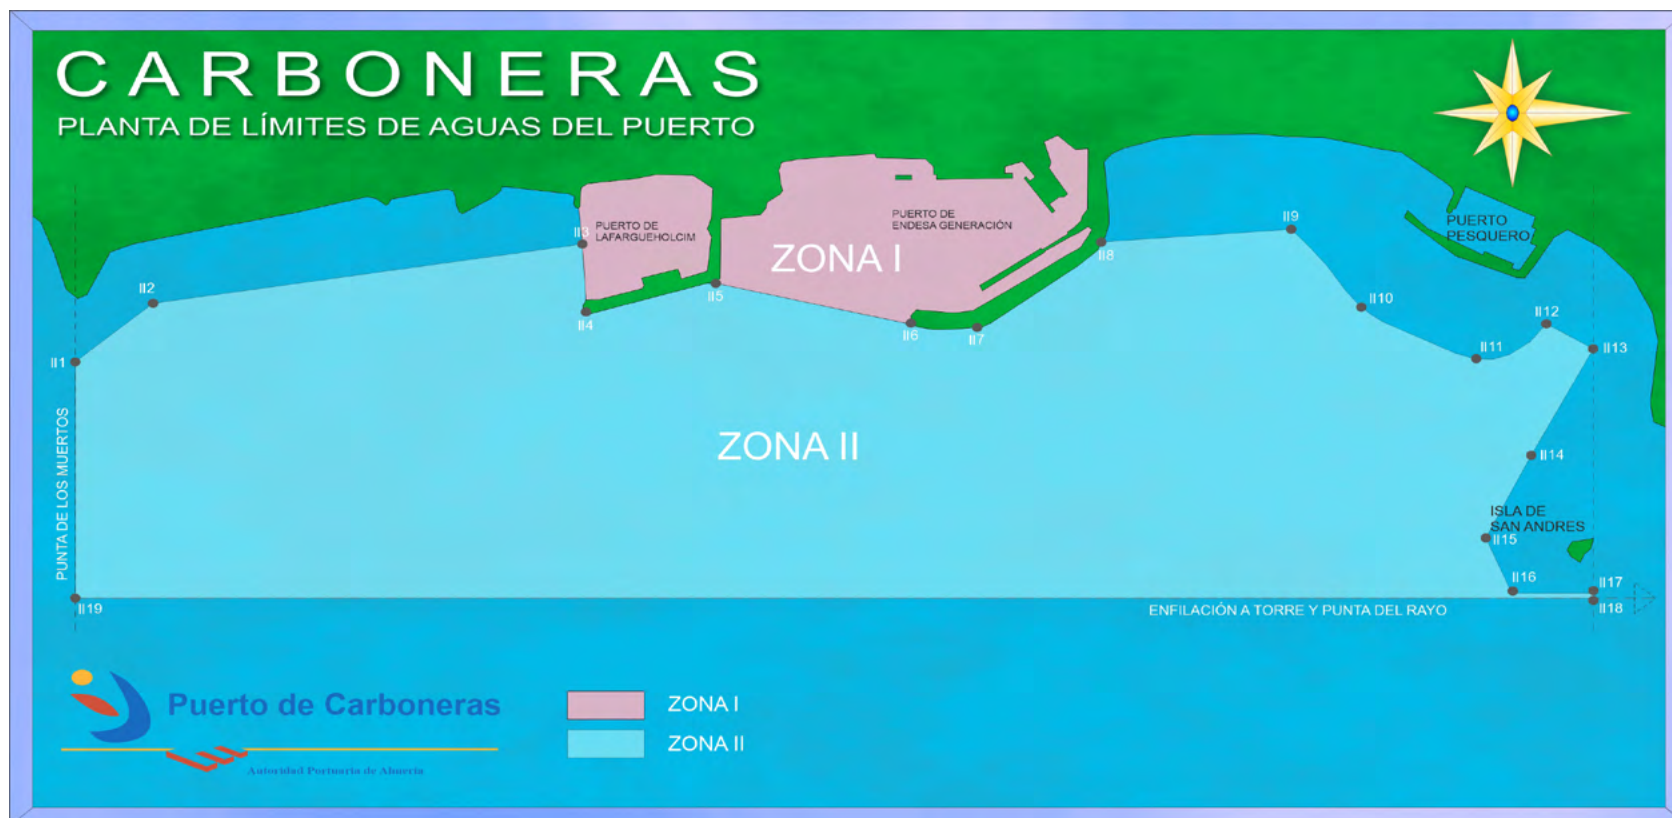 CARBONERAS
PLANTA DE LÍMITES DE AGUAS DEL PUERTO
II3
PUERTO DE
LAFARGUEHOLCIM
PUERTO DE
ENDESA GENERACIÓN
ZONA I
II8
II9
PUERTO
PESQUERO
II2
II5
II4
II6
II7
II10
II12
II13
II11
II1
ZONA II
PUNTA DE LOS MUERTOS
II14
ISLA DE
SAN ANDRES
II15
II16
II17
II18
II19
ENFILACIÓN A TORRE Y PUNTA DEL RAYO
Puerto de Carboneras
Autoridad Portuaria de Almería
ZONA I
ZONA II